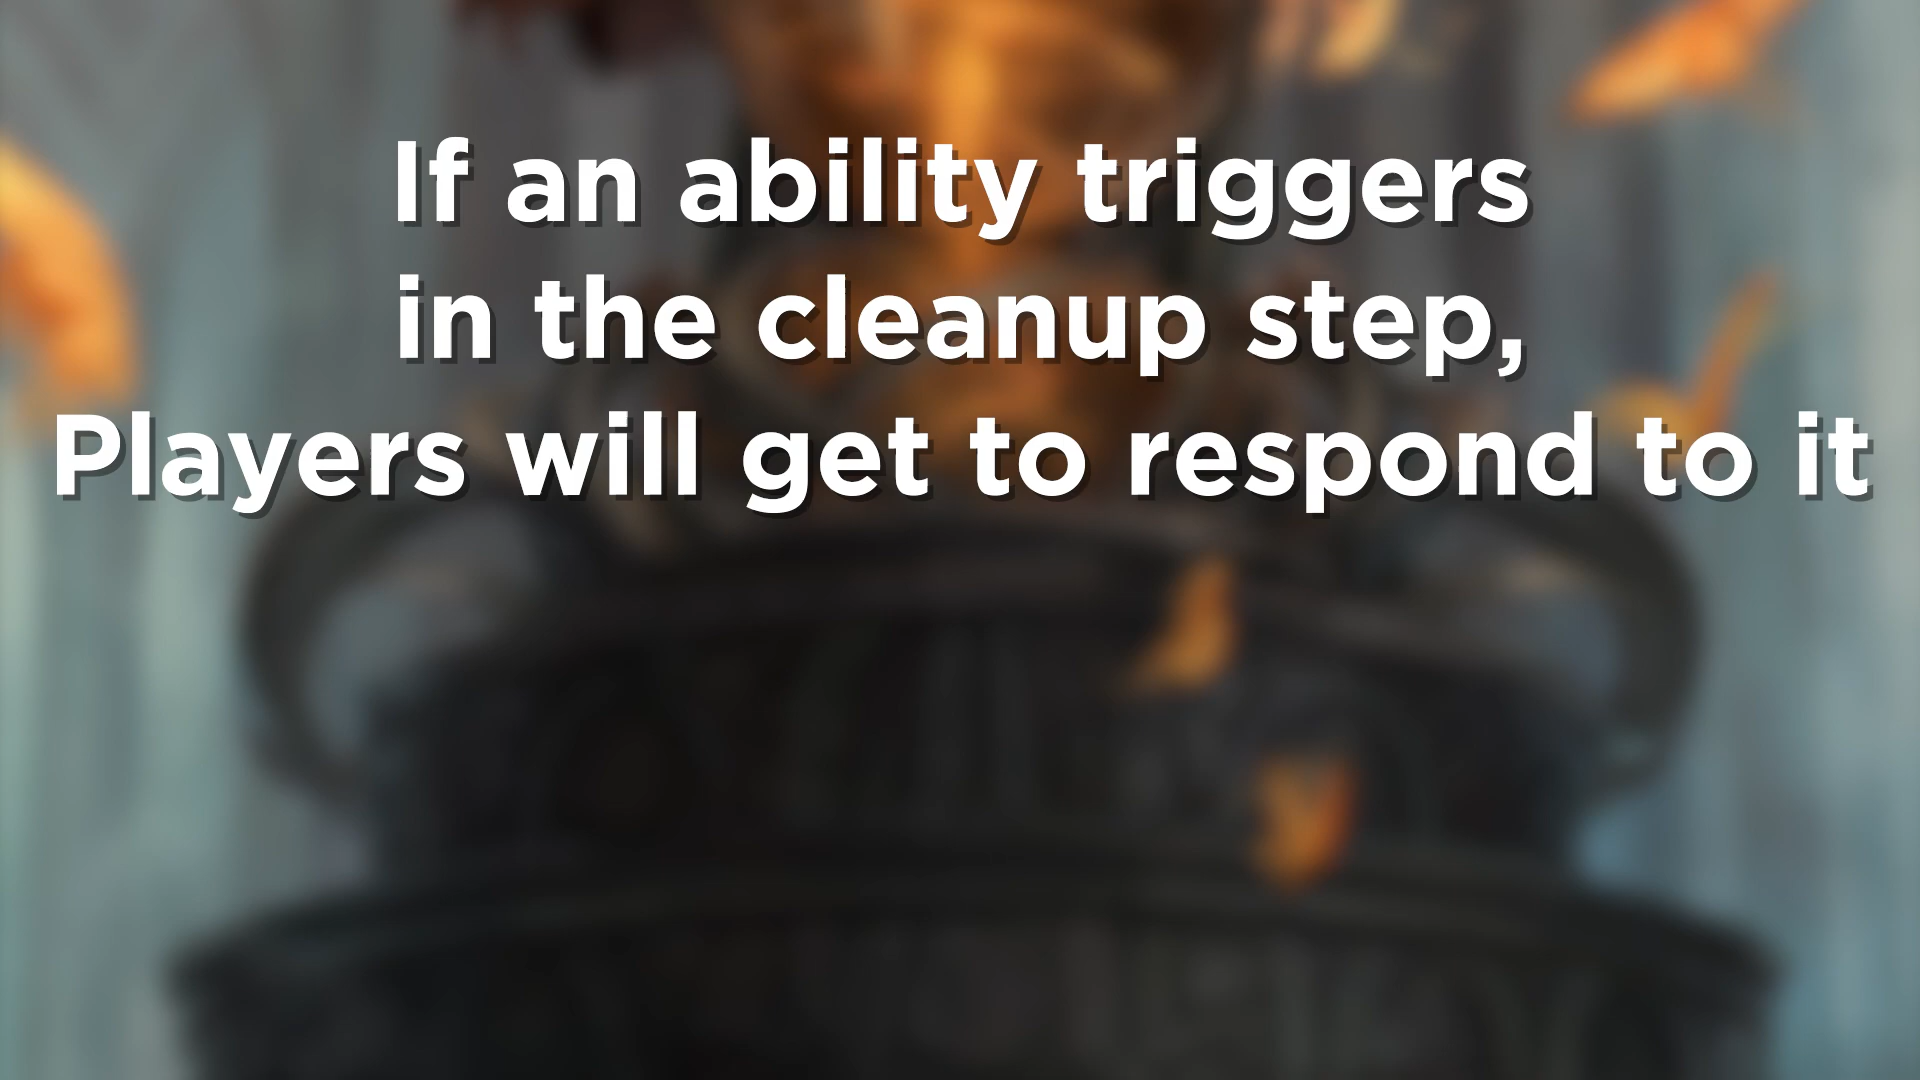 If an ability triggers
in the cleanup step,
Players will get to respond to it